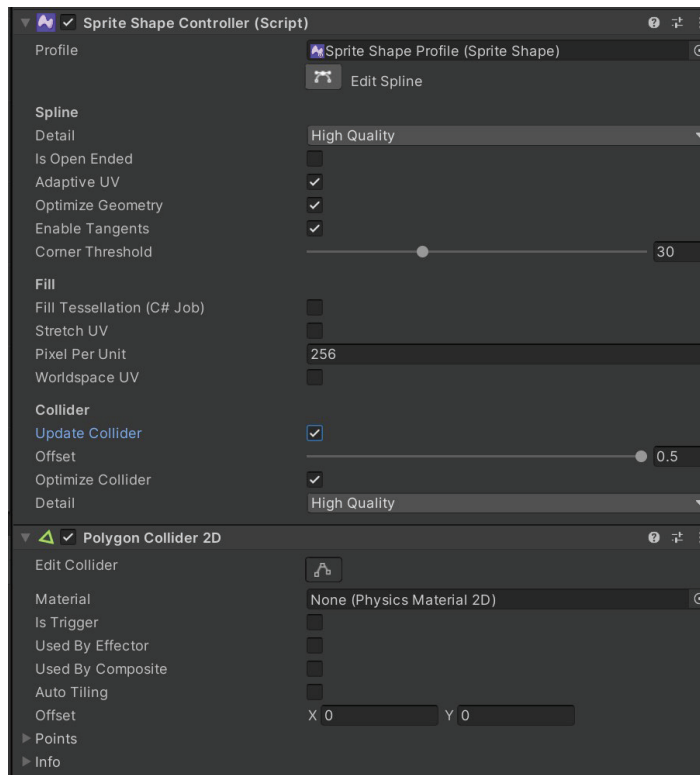 Sprite Shape Controller (Script)
Profile
Sprite Shape Profile (Sprite Shape)
Edit Spline
Spline
Detail
High Quality
Is Open Ended
Adaptive UV
Optimize Geometry
Enable Tangents
Corner Threshold
30
Fill
Fill Tessellation (C# Job)
Stretch UV
Pixel Per Unit
256
Worldspace UV
Collider
Update Collider
Offset
0.5
Optimize Collider
Detail
High Quality
Polygon Collider 2D
Edit Collider
Material
None (Physics Material 2D)
Is Trigger
Used By Effector
Used By Composite
Auto Tiling
Offset
X 0
Y 0
Points
Info